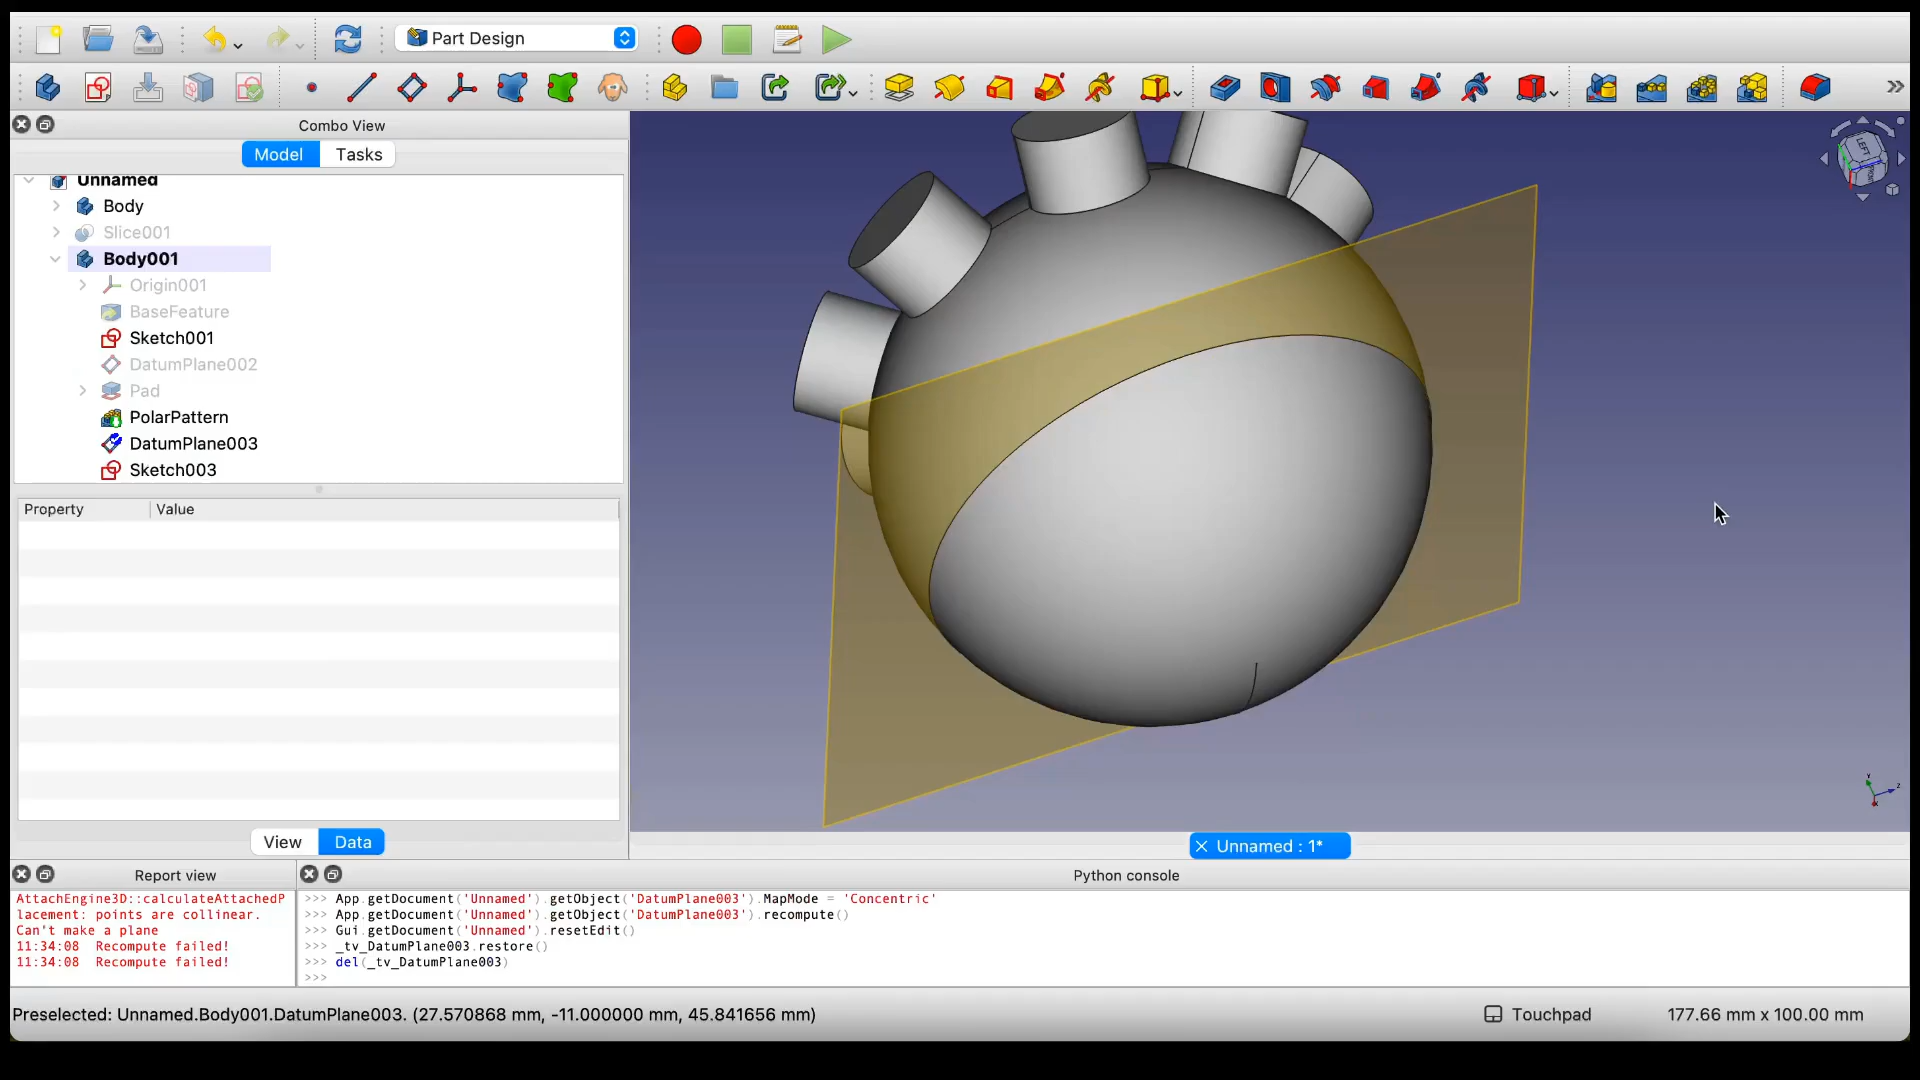 Part Design
Combo View
Model
Tasks
Unnamed
Body
Slice001
Body001
Origin001
BaseFeature
Sketch001
DatumPlane002
Pad
PolarPattern
DatumPlane003
Sketch003
Property
Value
View
Data
LEFT
Unnamed : 1*
Report view
AttachEngine3D::calculateAttachedP
lacement: points are collinear.
Can't make a plane
11:34:08  Recompute failed!
11:34:08  Recompute failed!
Python console
>>> App.getDocument('Unnamed').getObject('DatumPlane003').MapMode = 'Concentric'
>>> App.getDocument('Unnamed').getObject('DatumPlane003').recompute()
>>> Gui.getDocument('Unnamed').resetEdit()
>>> _tv_DatumPlane003.restore()
>>> del(_tv_DatumPlane003)
>>>
Preselected: Unnamed.Body001.DatumPlane003. (27.570868 mm, -11.000000 mm, 45.841656 mm)
Touchpad
177.66 mm x 100.00 mm